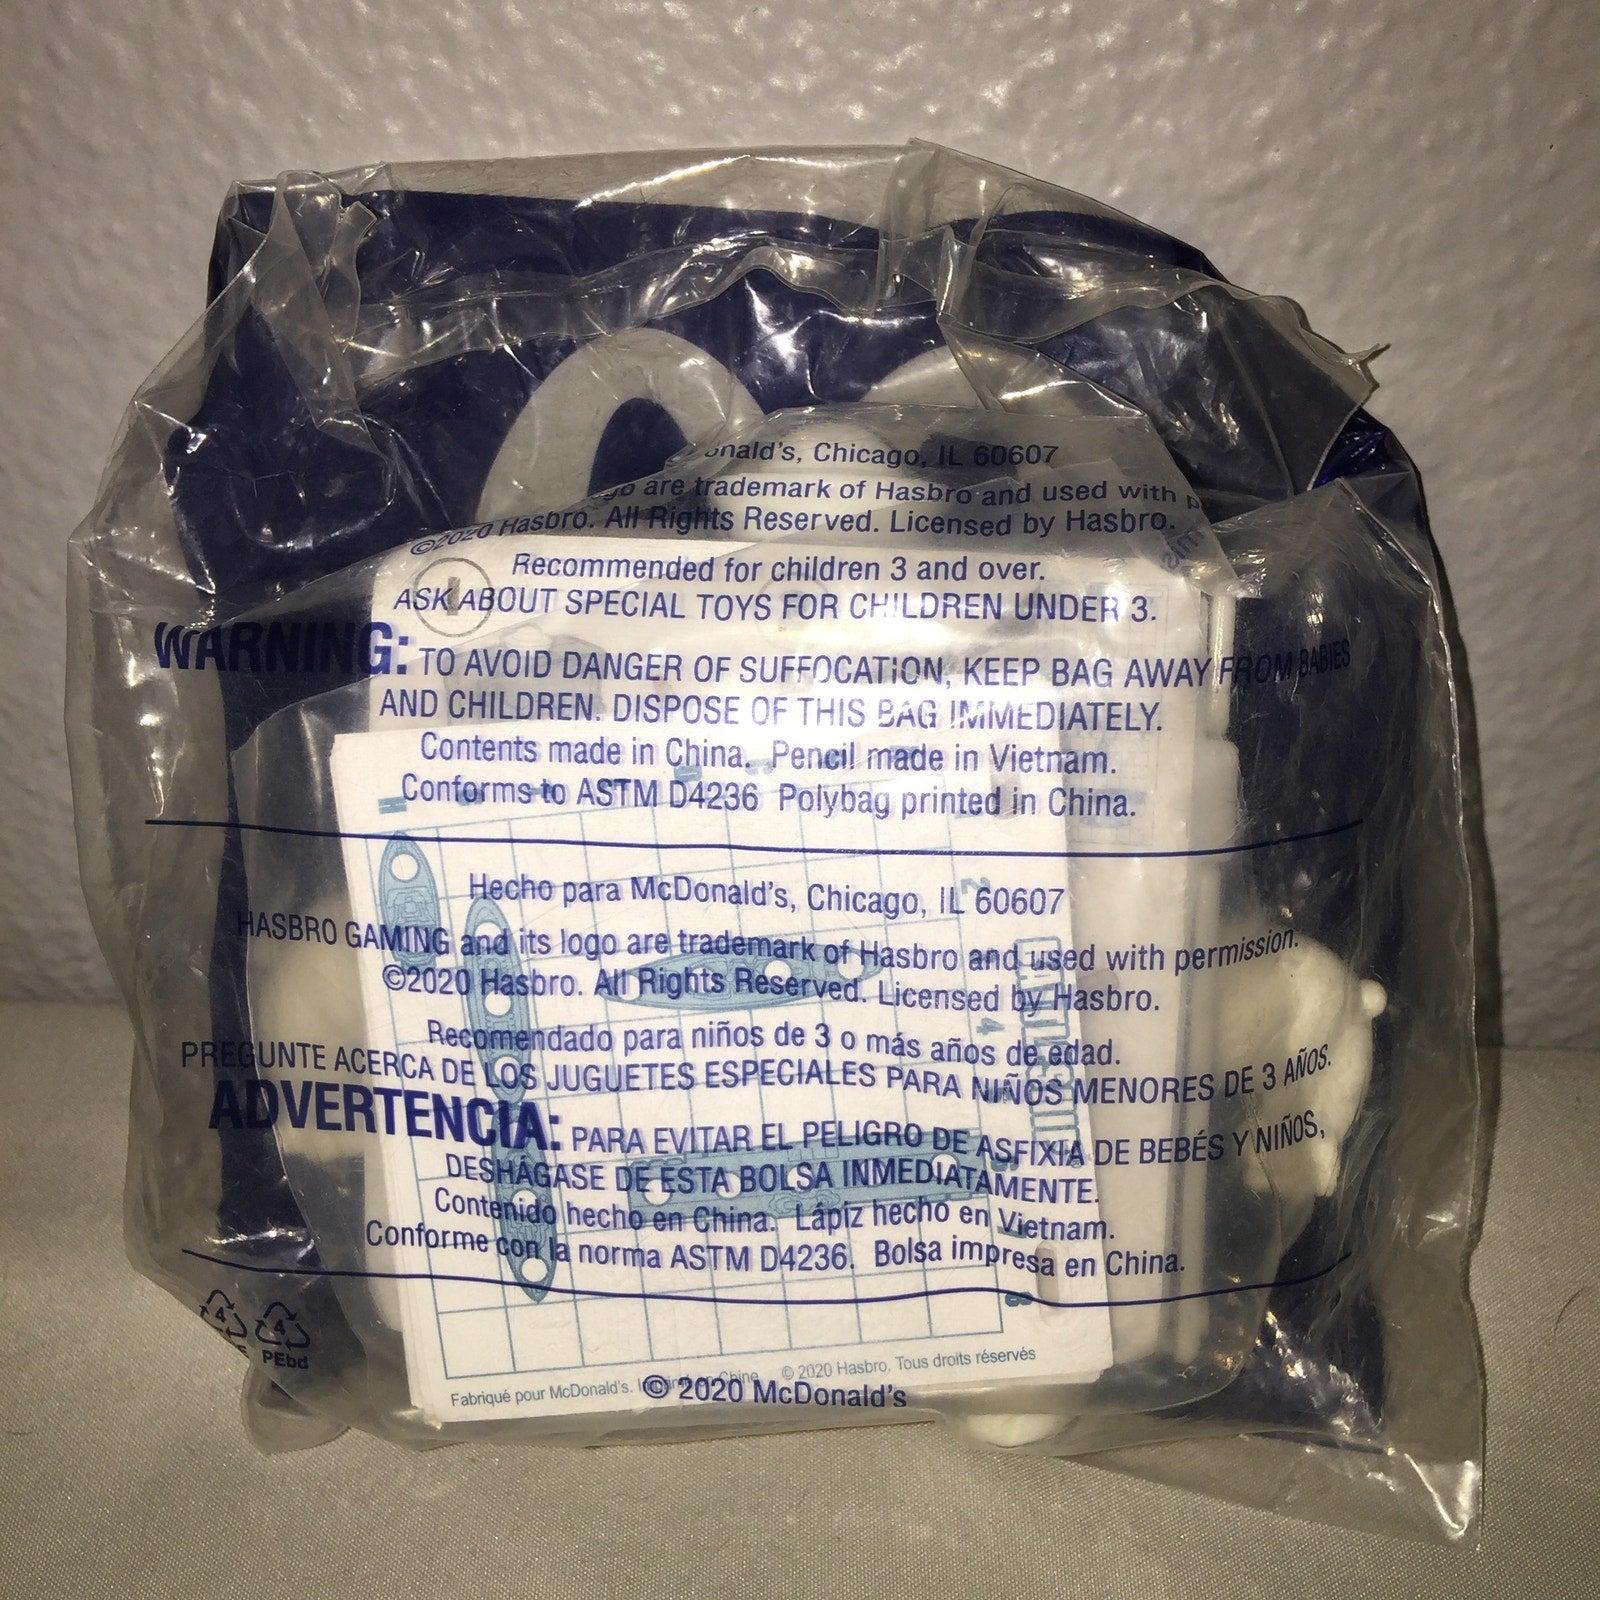 Chicago, IL 60607
are trademark of Hasbro and used with
©2020 Hasbro. All Rights Reserved. Licensed by Hasbro.
Recommended for children 3 and over.
ASK ABOUT SPECIAL TOYS FOR CHILDREN UNDER 3.
WARNING: TO AVOID DANGER OF SUFFOCATION, KEEP BAG AWAY FROM BABIES
AND CHILDREN. DISPOSE OF THIS BAG IMMEDIATELY.
Contents made in China. Pencil made in Vietnam.
Conforms to ASTM D4236 Polybag printed in China.
Hecho para McDonald's, Chicago, IL 60607
HASBRO GAMING and its logo are trademark of Hasbro and used with permission.
©2020 Hasbro. All Rights Reserved. Licensed by Hasbro.
Recomendado para niños de 3 o más años de edad.
PREGUNTE ACERCA DE LOS JUGUETES ESPECIALES PARA NIÑOS MENORES DE 3 AÑOS.
ADVERTENCIA: PARA EVITAR EL PELIGRO DE ASFIXIA DE BEBÉS Y NIÑOS,
DESHÁGASE DE ESTA BOLSA INMEDIATAMENTE.
Contenido hecho en China. Lápiz hecho en Vietnam.
Conforme con la norma ASTM D4236. Bolsa impresa en China.
4
4
PEbd
Fabriqué pour McDonald's. © 2020 Hasbro. Tous droits réservés
© 2020 McDonald's